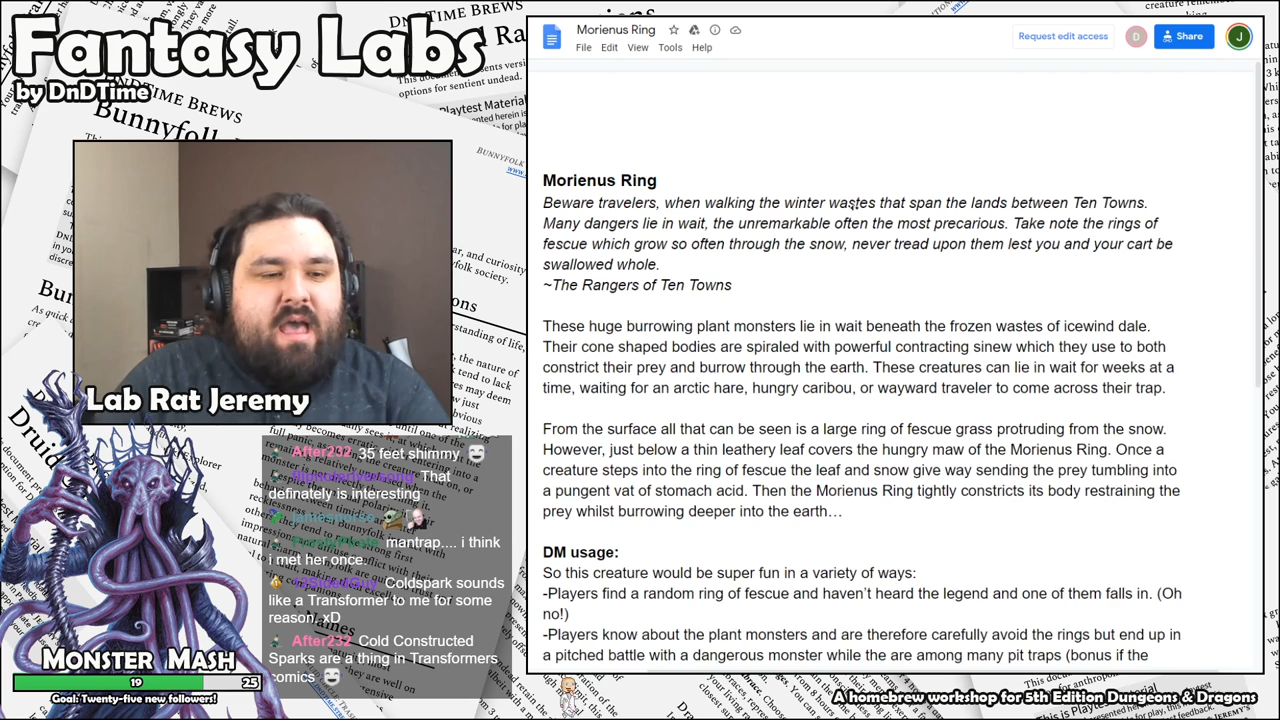 Fantasy Labs
by DnDTime
Lab Rat Jeremy
After232 35 feet shimmy
That
definately is interesting
mantrap.... i think
i met her once.
12SidedGuy Coldspark sounds
like a Transformer to me for some
reason. xD
After232 Cold Constructed
Sparks are a thing in Transformers
comics
Monster Mash
19
25
Goal: Twenty-five new followers!
Morienus Ring
File Edit View Tools Help
Request edit access
D
Share
J
Morienus Ring
Beware travelers, when walking the winter wastes that span the lands between Ten Towns.
Many dangers lie in wait, the unremarkable often the most precarious. Take note the rings of
fescue which grow so often through the snow, never tread upon them lest you and your cart be
swallowed whole.
~The Rangers of Ten Towns
These huge burrowing plant monsters lie in wait beneath the frozen wastes of icewind dale.
Their cone shaped bodies are spiraled with powerful contracting sinew which they use to both
constrict their prey and burrow through the earth. These creatures can lie in wait for weeks at a
time, waiting for an arctic hare, hungry caribou, or wayward traveler to come across their trap.
From the surface all that can be seen is a large ring of fescue grass protruding from the snow.
However, just below a thin leathery leaf covers the hungry maw of the Morienus Ring. Once a
creature steps into the ring of fescue the leaf and snow give way sending the prey tumbling into
a pungent vat of stomach acid. Then the Morienus Ring tightly constricts its body restraining the
prey whilst burrowing deeper into the earth…
DM usage:
So this creature would be super fun in a variety of ways:
-Players find a random ring of fescue and haven't heard the legend and one of them falls in. (Oh
no!)
-Players know about the plant monsters and are therefore carefully avoid the rings but end up in
a pitched battle with a dangerous monster while the are among many pit traps (bonus if the
A homebrew workshop for 5th Edition Dungeons & Dragons